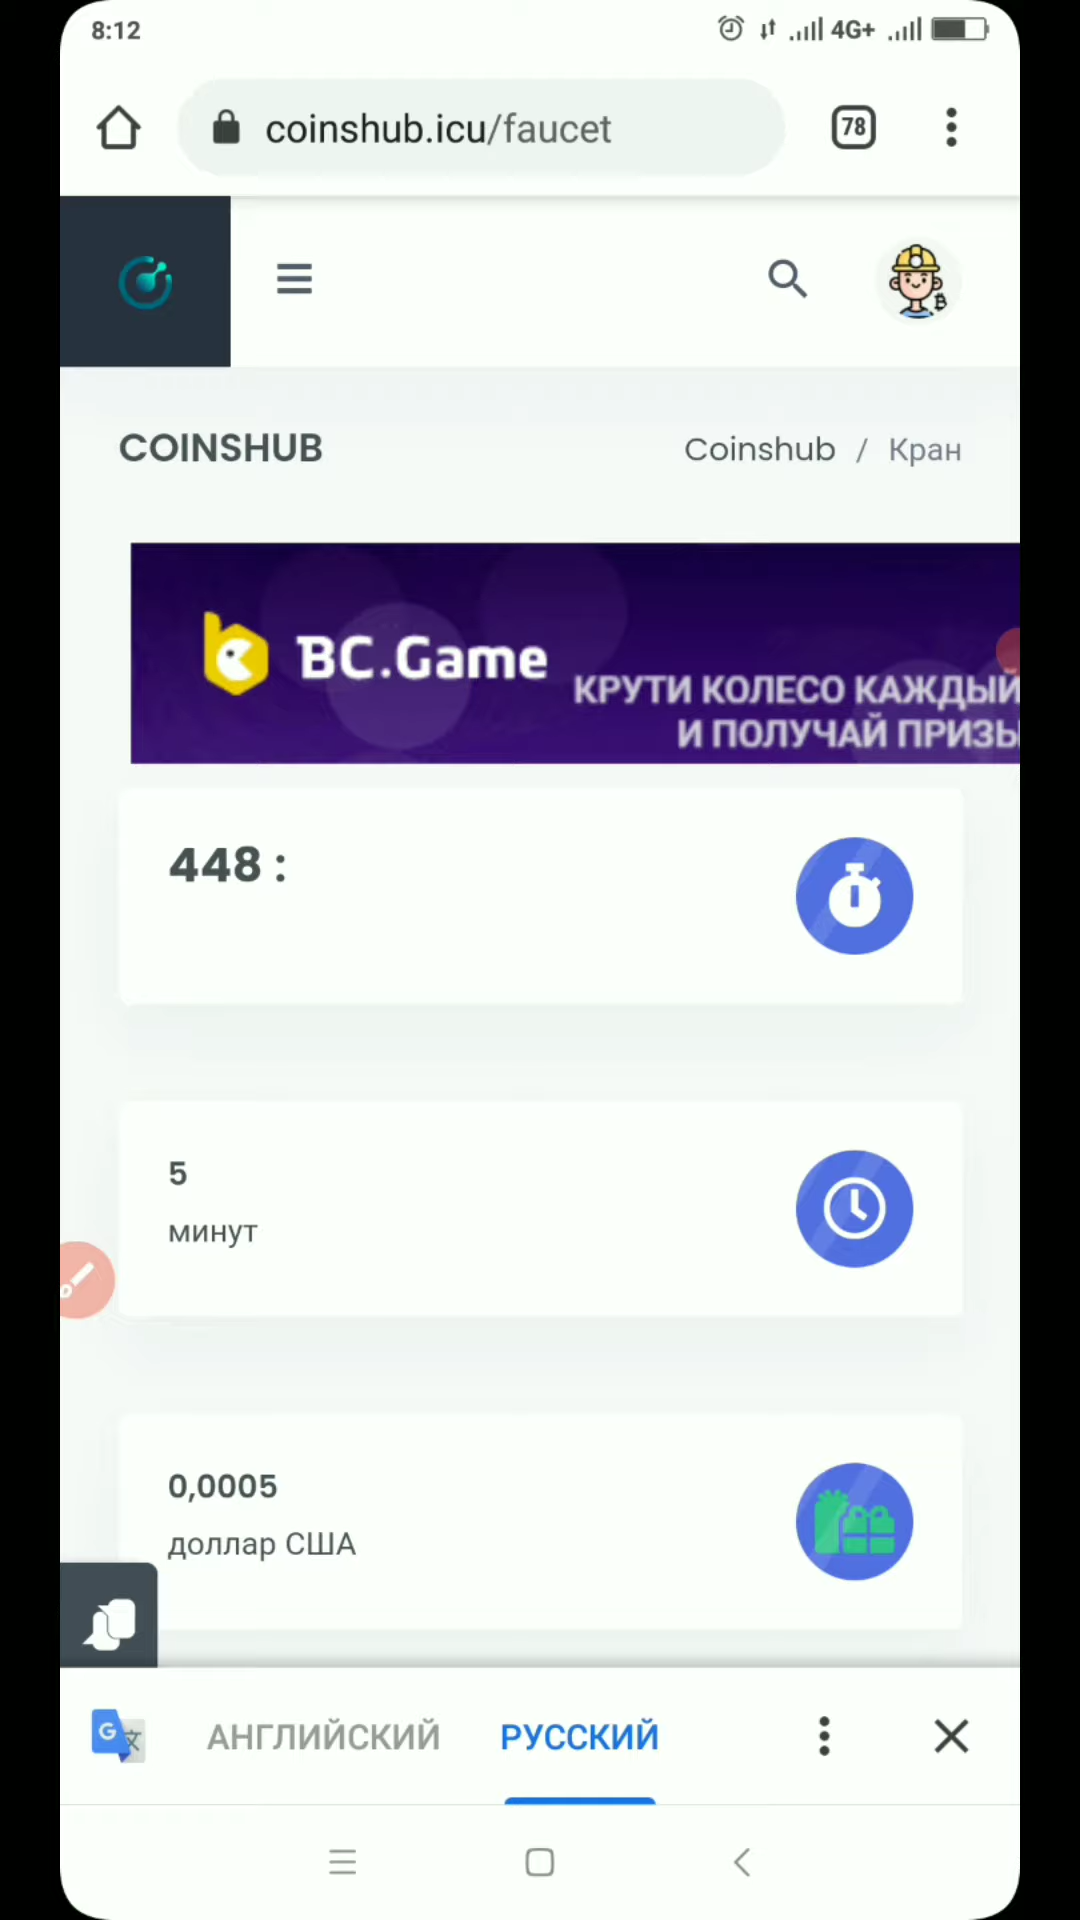 8:12
4G+
coinshub.icu/faucet
78
COINSHUB
Coinshub / Кран
BC.Game
КРУТИ КОЛЕСО КАЖДЫЙ
И ПОЛУЧАЙ ПРИЗЫ
448 :
5
минут
0,0005
доллар США
АНГЛИЙСКИЙ
РУССКИЙ